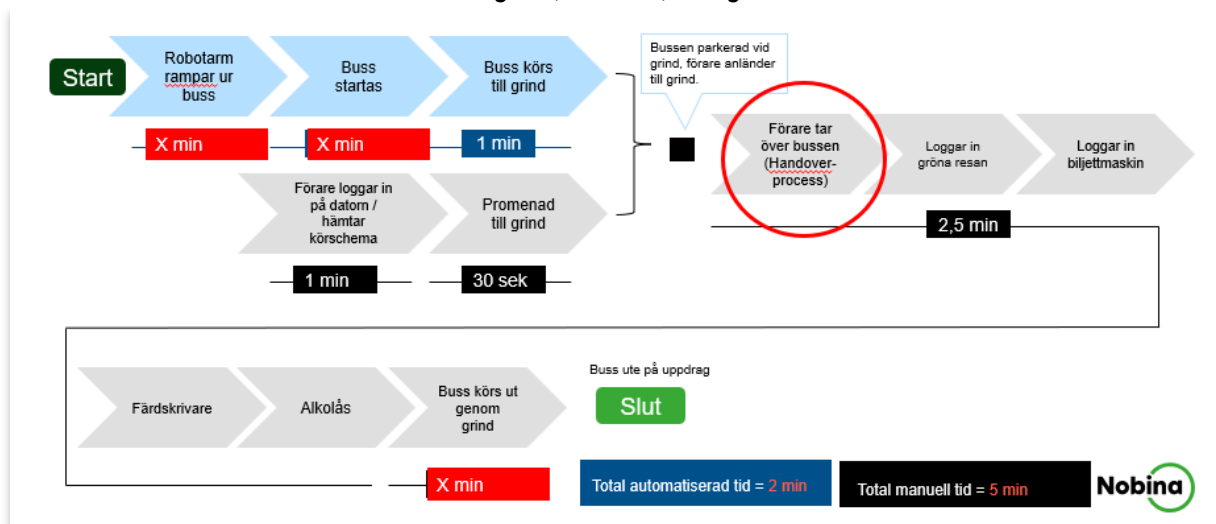 Start
Robotarm
rampar ur
buss
Buss
startas
Buss körs
till grind
Bussen parkerad vid
grind, förare anländer
till grind.
X min
X min
1 min
Förare tar
över bussen
(Handover-
process)
Loggar in
gröna resan
Loggar in
biljettmaskin
Förare loggar in
på datorn /
hämtar
körschema
Promenad
till grind
2,5 min
1 min
30 sek
Färdskrivare
Alkolås
Buss körs ut
genom
grind
Buss ute på uppdrag
Slut
X min
Total automatiserad tid = 2 min
Total manuell tid = 5 min
Nobina